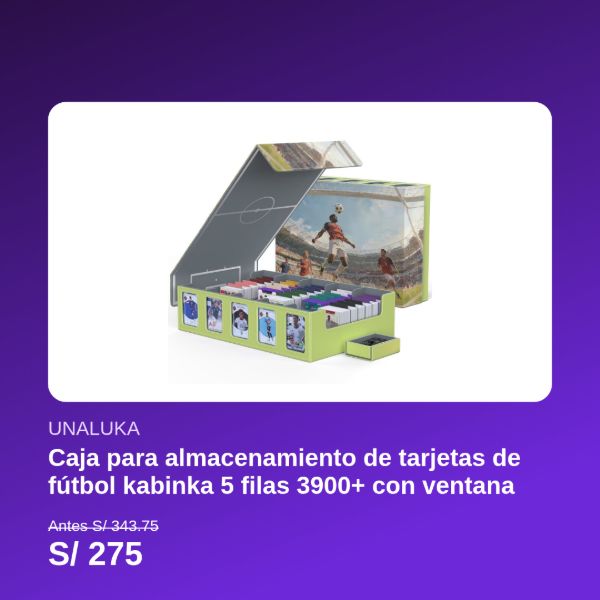 UNALUKA
Caja para almacenamiento de tarjetas de
fútbol kabinka 5 filas 3900+ con ventana
Antes S/ 343.75
S/ 275